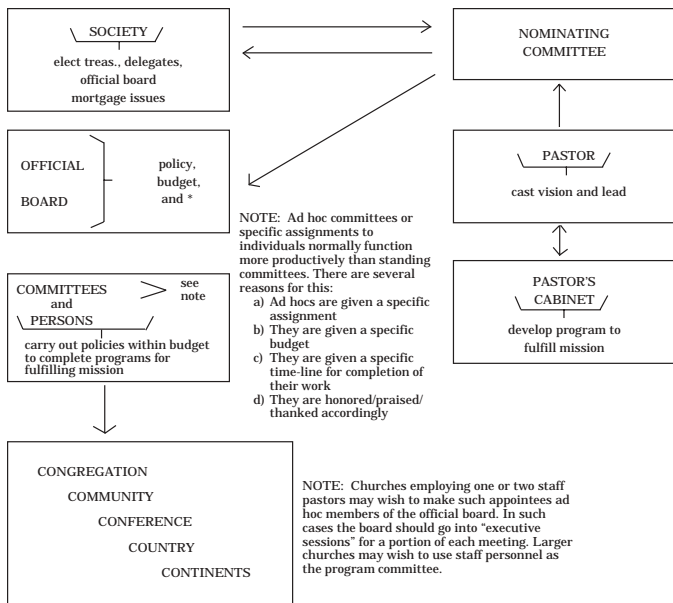 SOCIETY
elect treas., delegates,
official board
mortgage issues
NOMINATING
COMMITTEE
OFFICIAL
BOARD
policy,
budget,
and *
PASTOR
cast vision and lead
NOTE: Ad hoc committees or
specific assignments to
individuals normally function
more productively than standing
committees. There are several
reasons for this:
a) Ad hocs are given a specific
assignment
b) They are given a specific
budget
c) They are given a specific
time-line for completion of
their work
d) They are honored/praised/
thanked accordingly
PASTOR'S
CABINET
develop program to
fulfill mission
COMMITTEES
and
PERSONS
see
note
carry out policies within budget
to complete programs for
fulfilling mission
CONGREGATION
COMMUNITY
CONFERENCE
COUNTRY
CONTINENTS
NOTE: Churches employing one or two staff
pastors may wish to make such appointees ad
hoc members of the official board. In such
cases the board should go into “executive
sessions” for a portion of each meeting. Larger
churches may wish to use staff personnel as
the program committee.